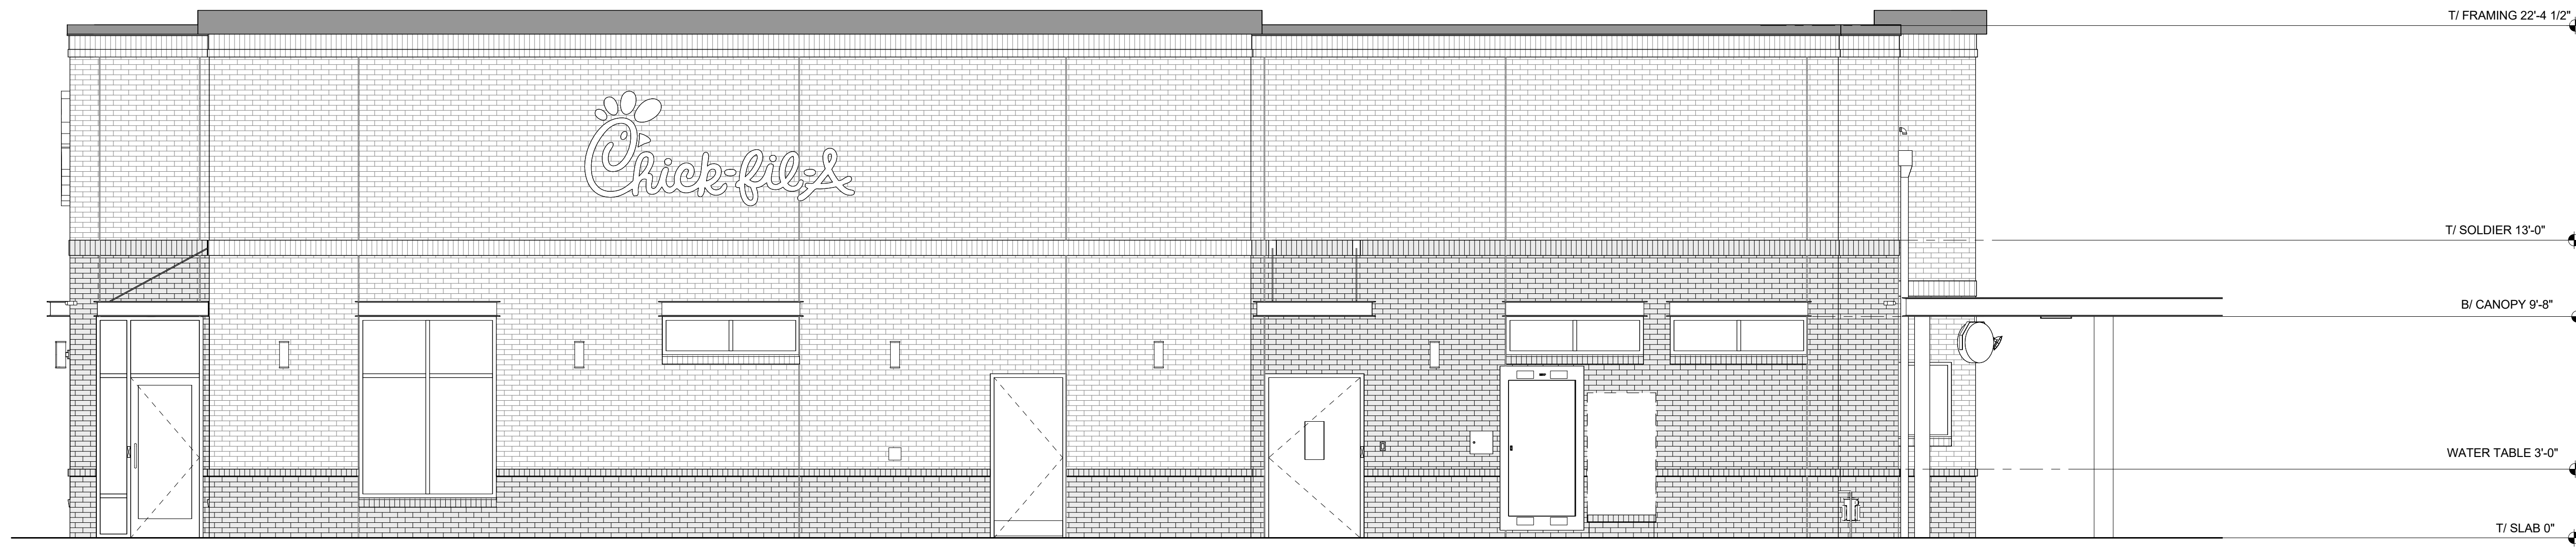 T/ FRAMING 22'-4 1/2"
Chick-fil-A
T/ SOLDIER 13'-0"
B/ CANOPY 9'-8"
WATER TABLE 3'-0"
T/ SLAB 0"